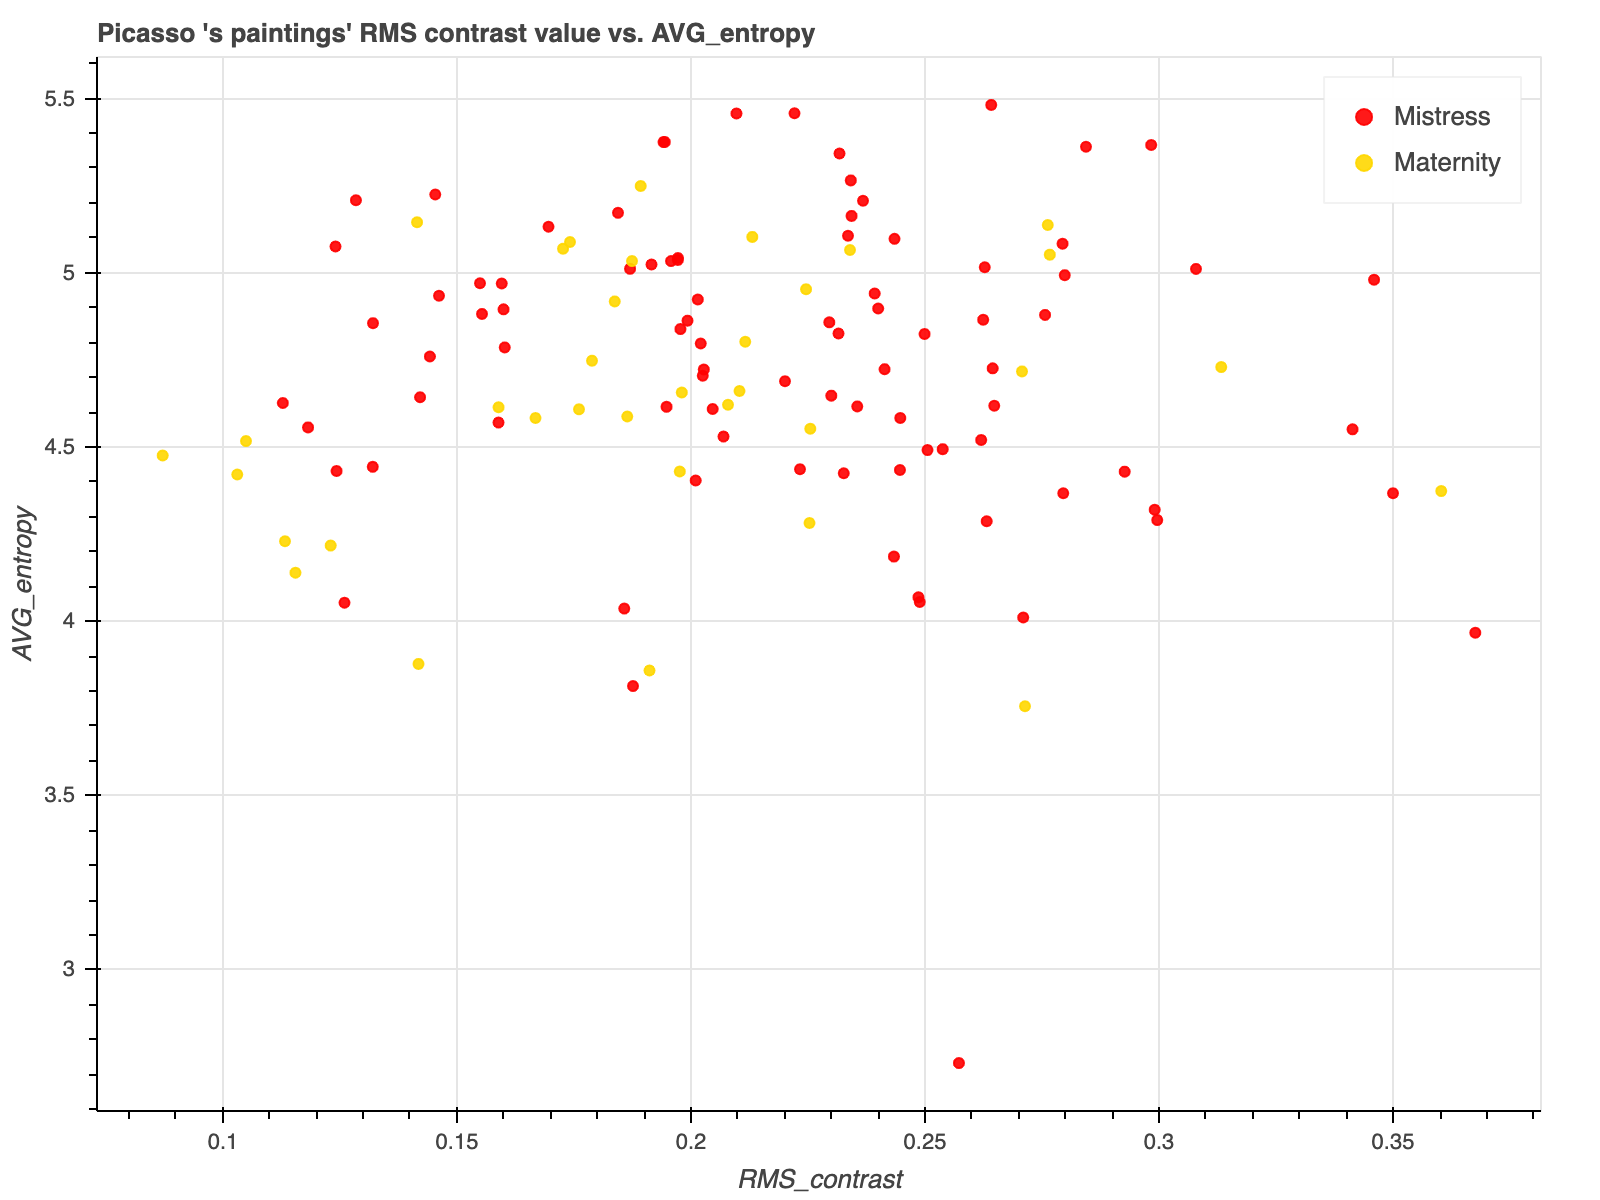 Picasso 's paintings' RMS contrast value vs. AVG_entropy
Mistress
Maternity
5.5
5
4.5
4
3.5
3
AVG_entropy
0.1 0.15 0.2 0.25 0.3 0.35
RMS_contrast